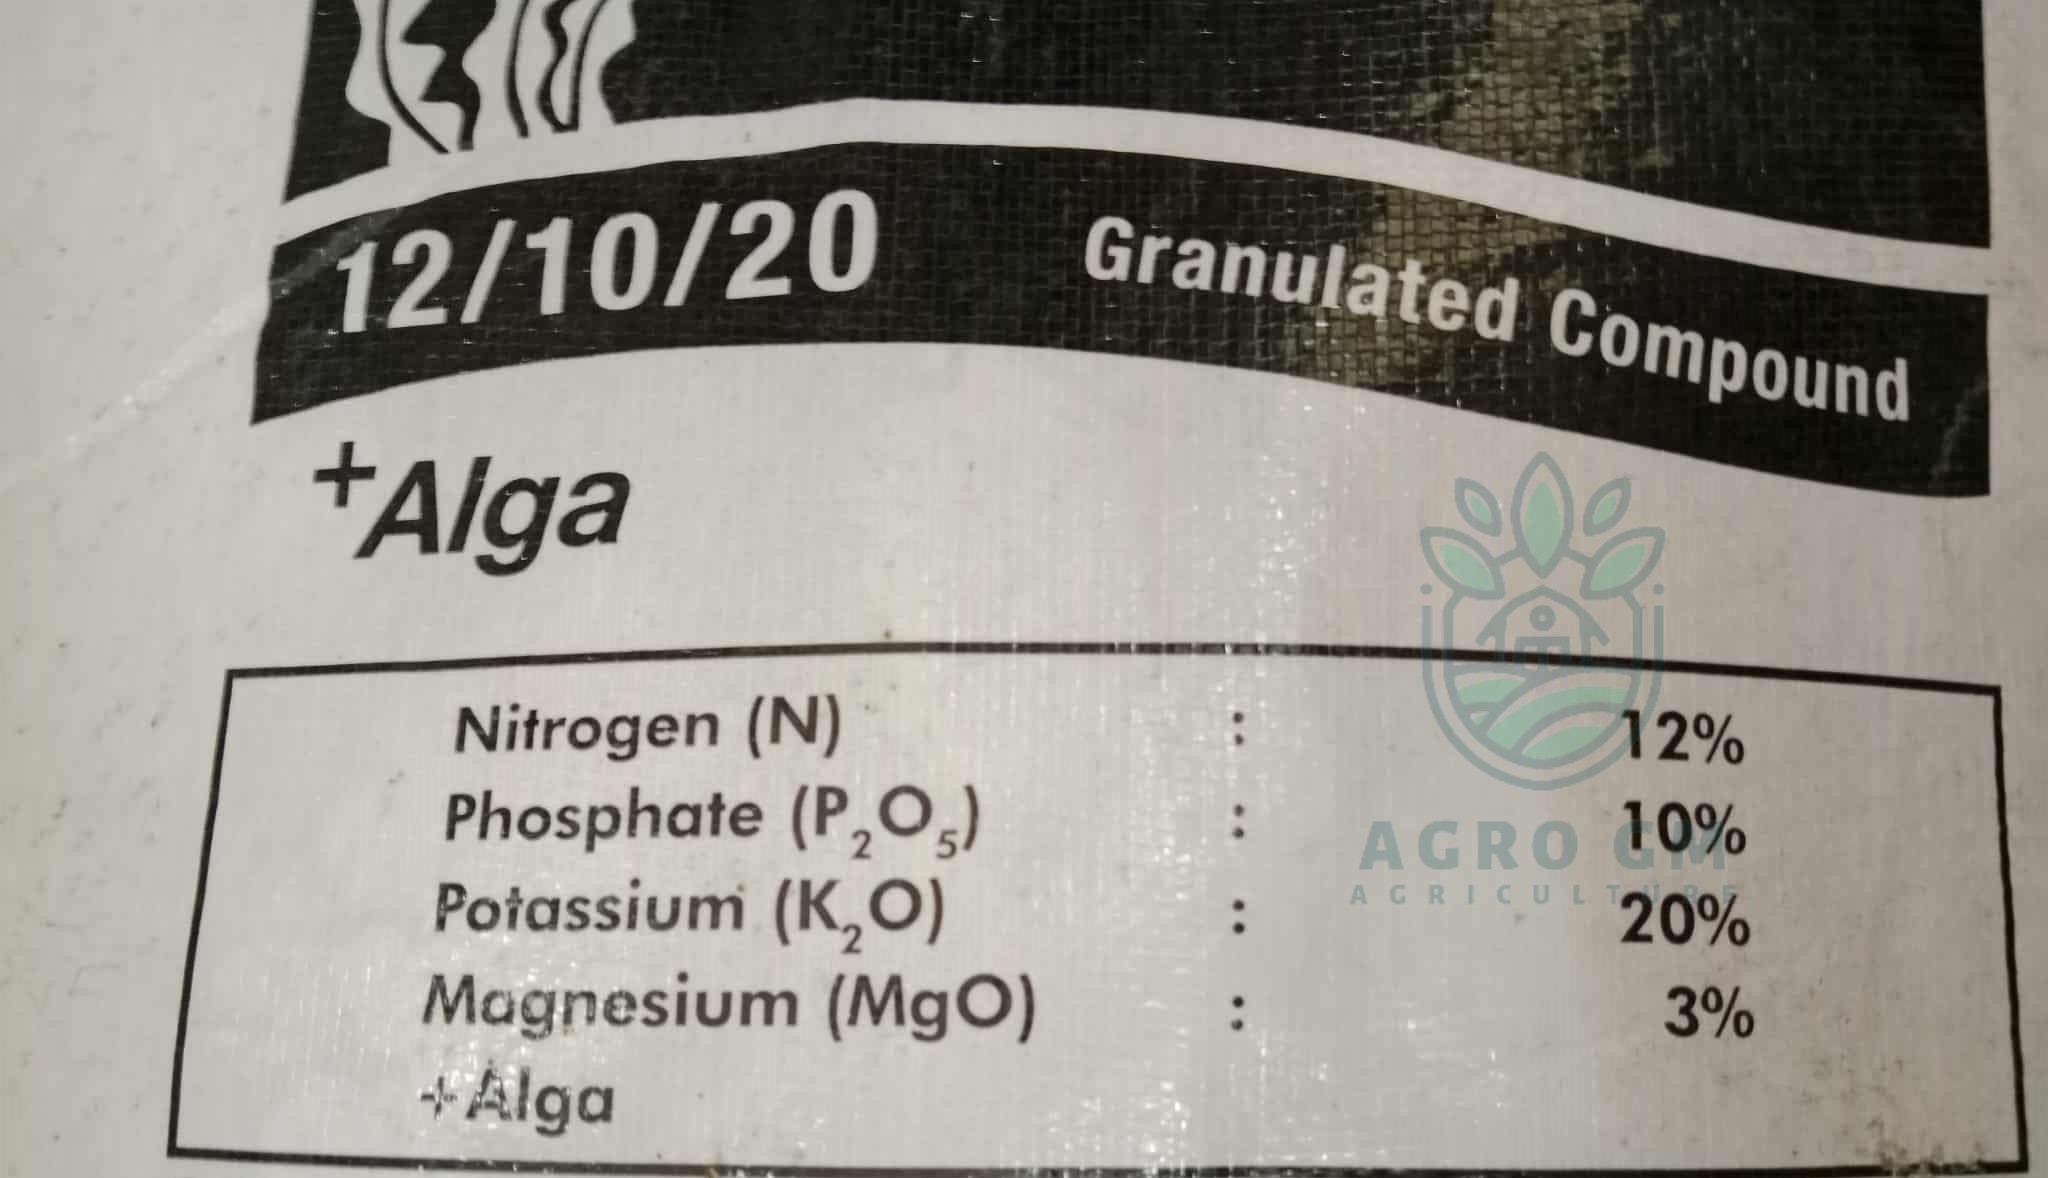 12/10/20 Granulated Compound
+Alga
Nitrogen (N) : 12%
Phosphate (P₂O₅) : 10%
Potassium (K₂O) : 20%
Magnesium (MgO) : 3%
+Alga
AGRO GM
AGRICULTURE